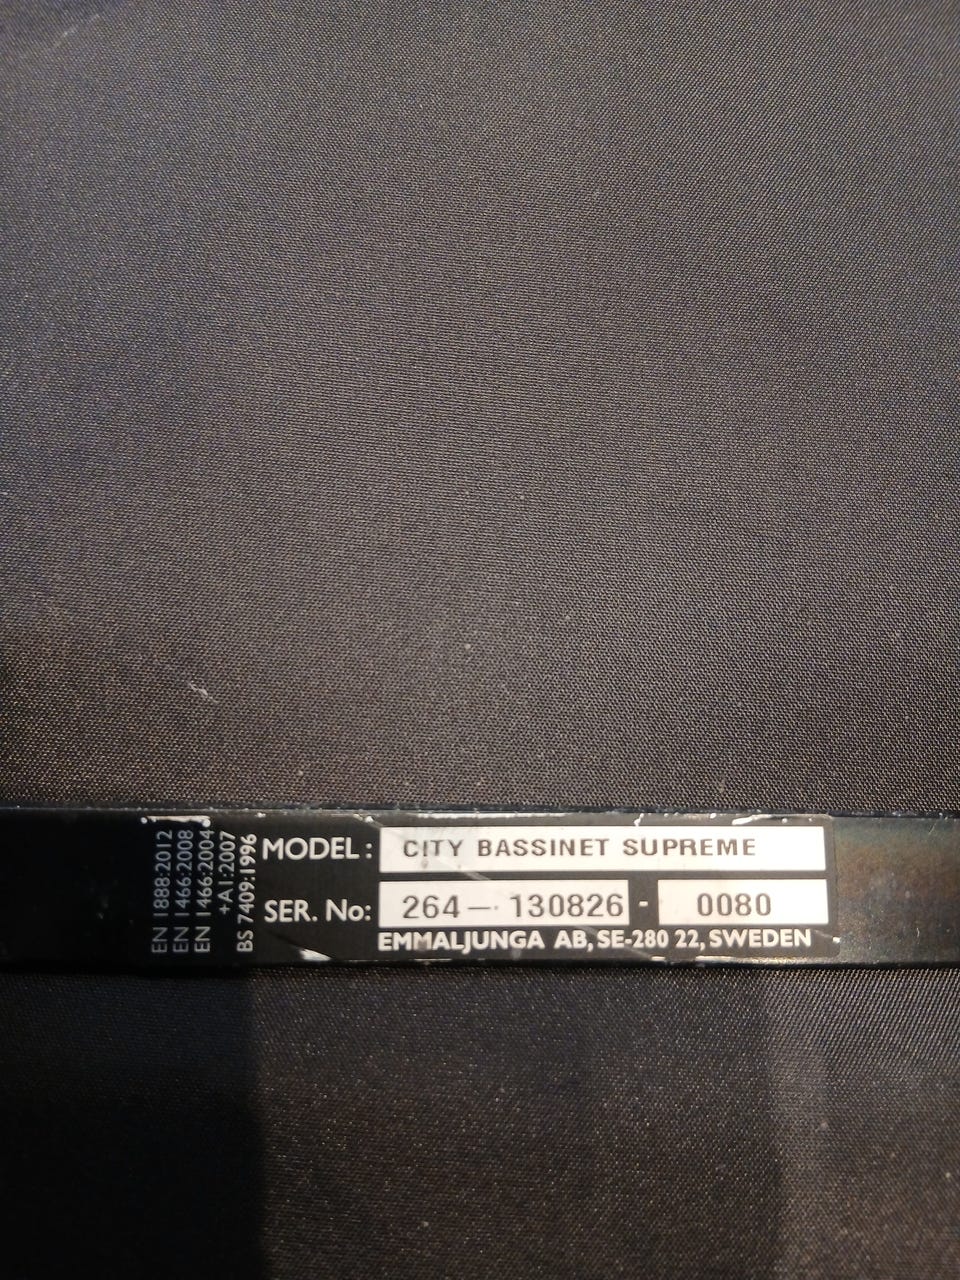 EN 1888:2012
EN 1466:2008
EN 1466:2004
+A1:2007
BS 7409:1996
MODEL: CITY BASSINET SUPREME
SER. No: 264-130826 - 0080
EMMALJUNGA AB, SE-280 22, SWEDEN